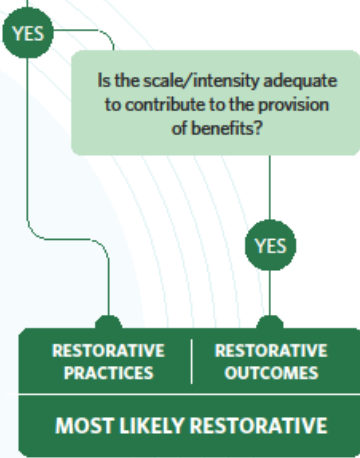 YES
Is the scale/intensity adequate
to contribute to the provision
of benefits?
YES
RESTORATIVE
PRACTICES
RESTORATIVE
OUTCOMES
MOST LIKELY RESTORATIVE